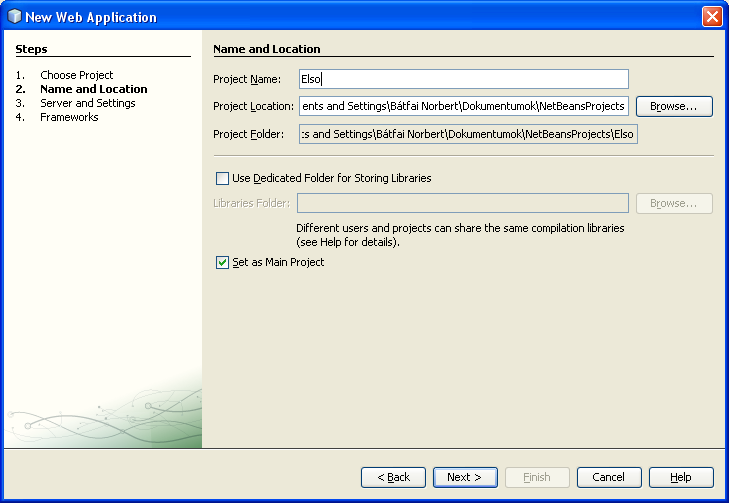 New Web Application
Steps
1. Choose Project
2. Name and Location
3. Server and Settings
4. Frameworks
Name and Location
Project Name: Elso
Project Location: ents and Settings\Bátfai Norbert\Dokumentumok\NetBeansProjects Browse...
Project Folder: ts and Settings\Bátfai Norbert\Dokumentumok\NetBeansProjects\Elso
Use Dedicated Folder for Storing Libraries
Libraries Folder: Browse...
Different users and projects can share the same compilation libraries
(see Help for details).
Set as Main Project
< Back Next > Finish Cancel Help